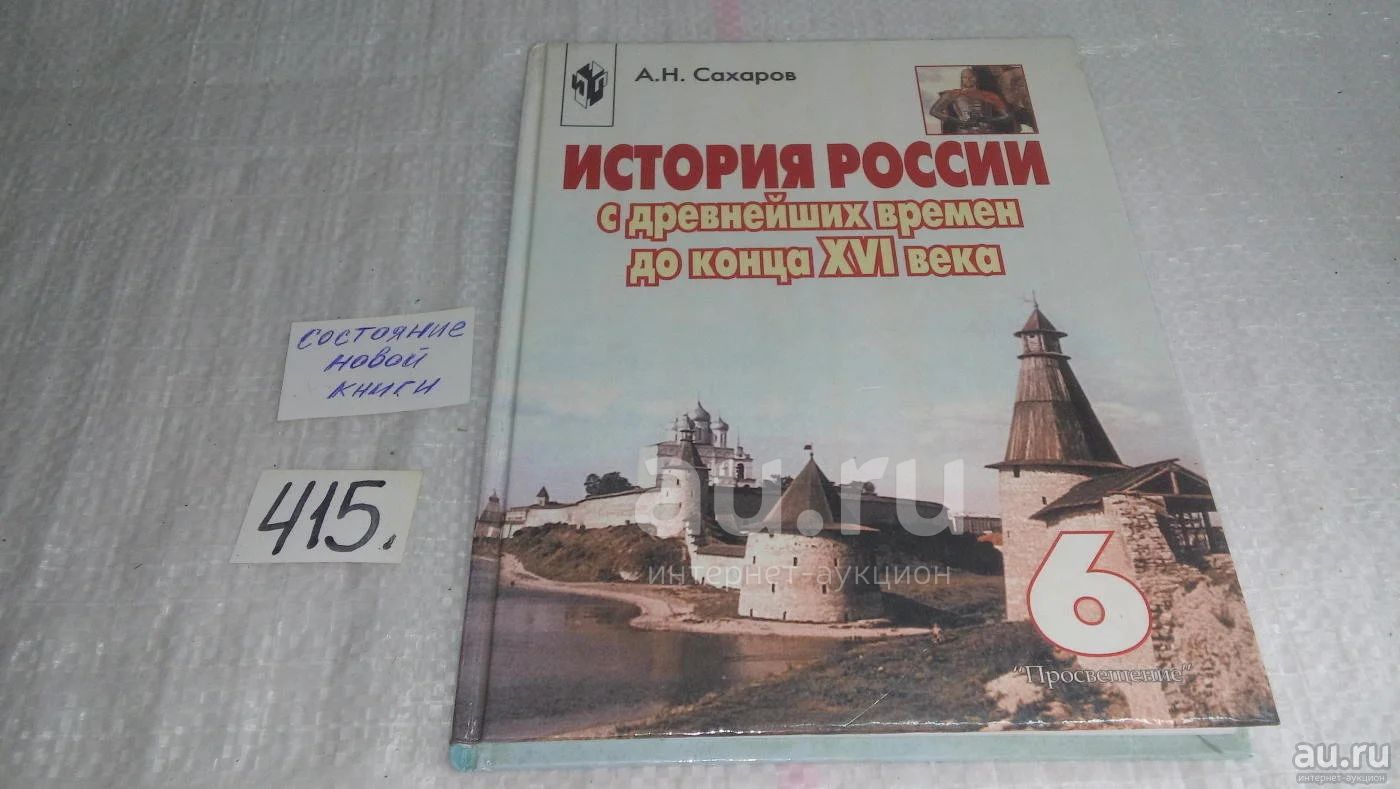 А.Н. Сахаров
ИСТОРИЯ РОССИИ
с древнейших времен
до конца XVI века
состояние
новой
книги
415.
au.ru
интернет-аукцион
6
"Просвещение"
au.ru
интернет-аукцион